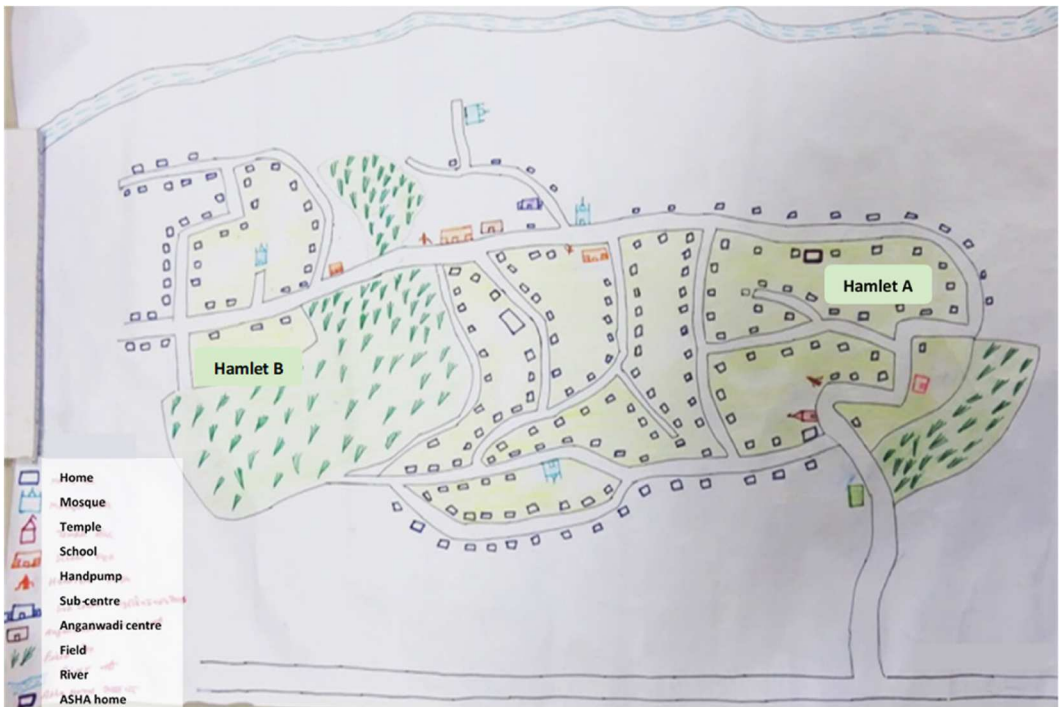 Hamlet A
Hamlet B
Home
Mosque
Temple
School
Handpump
Sub-centre
Anganwadi centre
Field
River
ASHA home